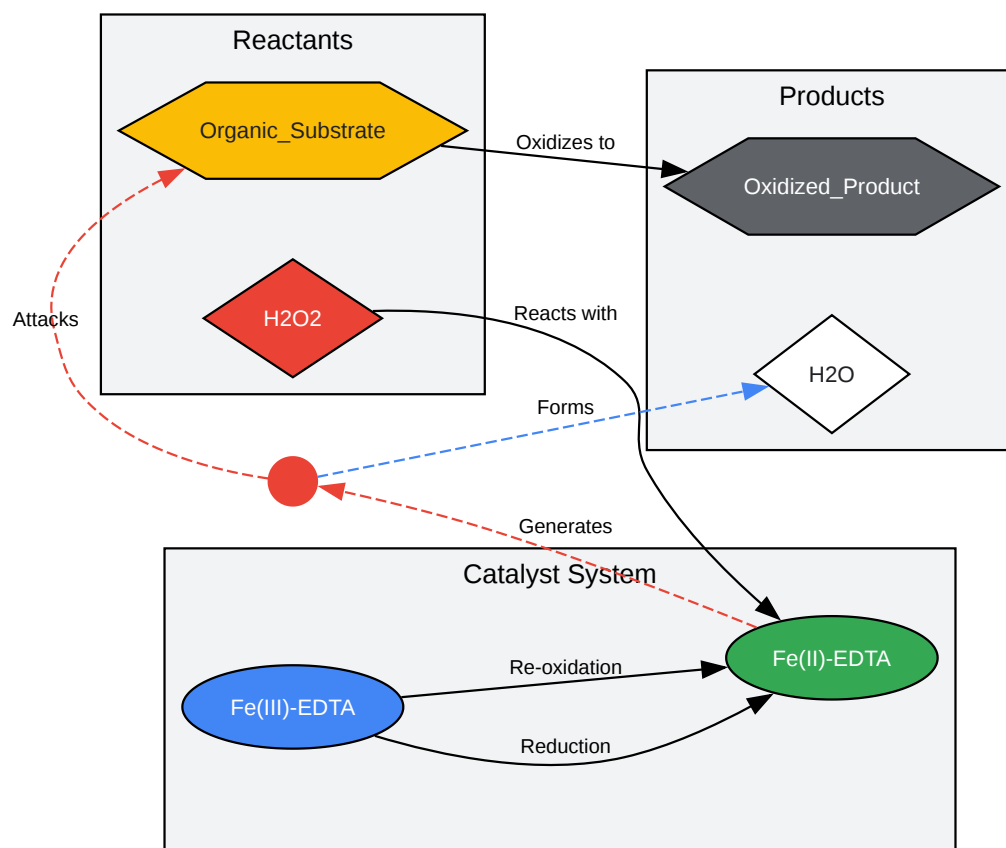 Reactants
Products
Organic_Substrate
Oxidizes to
Oxidized_Product
Attacks
H2O2
Reacts with
H2O
Forms
Generates
Catalyst System
Fe(II)-EDTA
Re-oxidation
Fe(III)-EDTA
Reduction